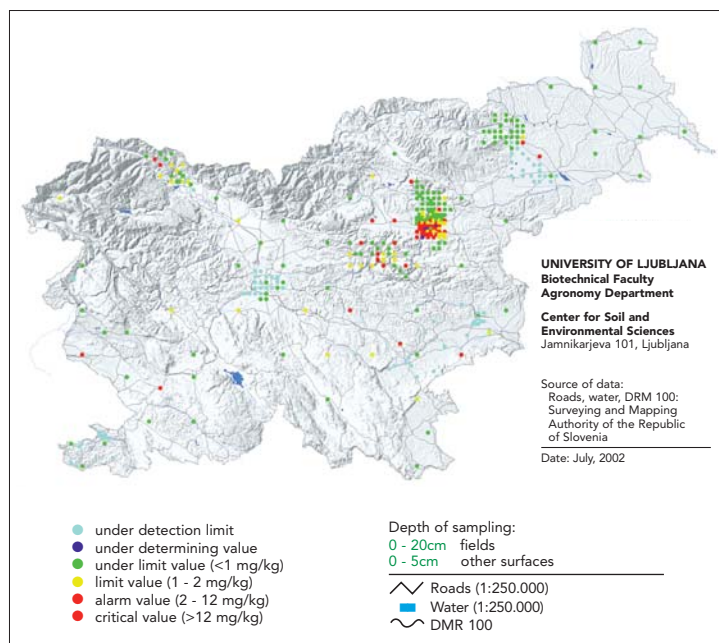 UNIVERSITY OF LJUBLJANA
Biotechnical Faculty
Agronomy Department
Center for Soil and
Environmental Sciences
Jamnikarjeva 101, Ljubljana
Source of data:
Roads, water, DRM 100:
Surveying and Mapping
Authority of the Republic
of Slovenia
Date: July, 2002
under detection limit
under determining value
under limit value (<1 mg/kg)
limit value (1 - 2 mg/kg)
alarm value (2 - 12 mg/kg)
critical value (>12 mg/kg)
Depth of sampling:
0 - 20cm fields
0 - 5cm other surfaces
Roads (1:250.000)
Water (1:250.000)
DMR 100